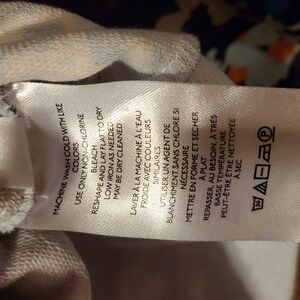 MACHINE WASH COLD WITH LIKE
COLORS
USE ONLY NON-CHLORINE
BLEACH
RESHAPE AND LAY FLAT TO DRY
LOW IRON AS NEEDED
MAY BE DRY CLEANED
LAVER À LA MACHINE À L'EAU
FROIDE AVEC COULEURS
SIMILAIRES
UTILISER UN AGENT DE
BLANCHIMENT SANS CHLORE SI
NÉCESSAIRE
METTRE EN FORME ET SÉCHER
À PLAT
REPASSER, AU BESOIN, À TRÈS
BASSE TEMPÉRATURE
PEUT-ÊTRE ÊTRE NETTOYÉE
À SEC